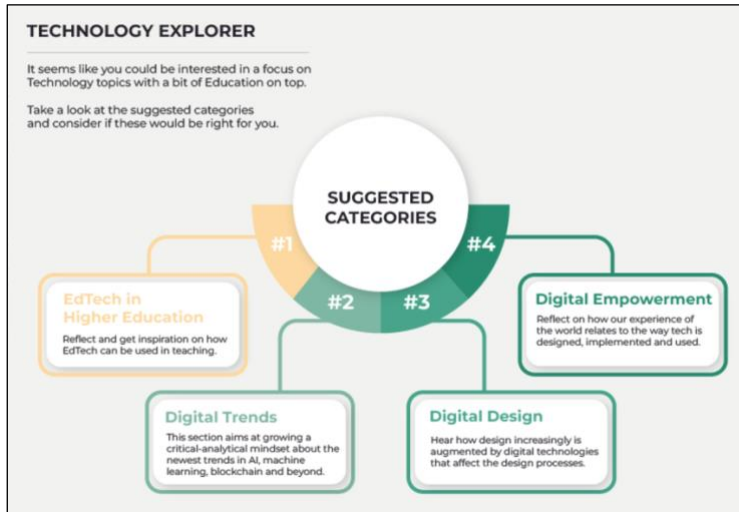 TECHNOLOGY EXPLORER
It seems like you could be interested in a focus on
Technology topics with a bit of Education on top.
Take a look at the suggested categories
and consider if these would be right for you.
SUGGESTED
CATEGORIES
#1
#2
#3
#4
EdTech in
Higher Education
Reflect and get inspiration on how
EdTech can be used in teaching.
Digital Trends
This section aims at growing a
critical-analytical mindset about the
newest trends in AI, machine
learning, blockchain and beyond.
Digital Design
Hear how design increasingly is
augmented by digital technologies
that affect the design processes.
Digital Empowerment
Reflect on how our experience of
the world relates to the way tech is
designed, implemented and used.